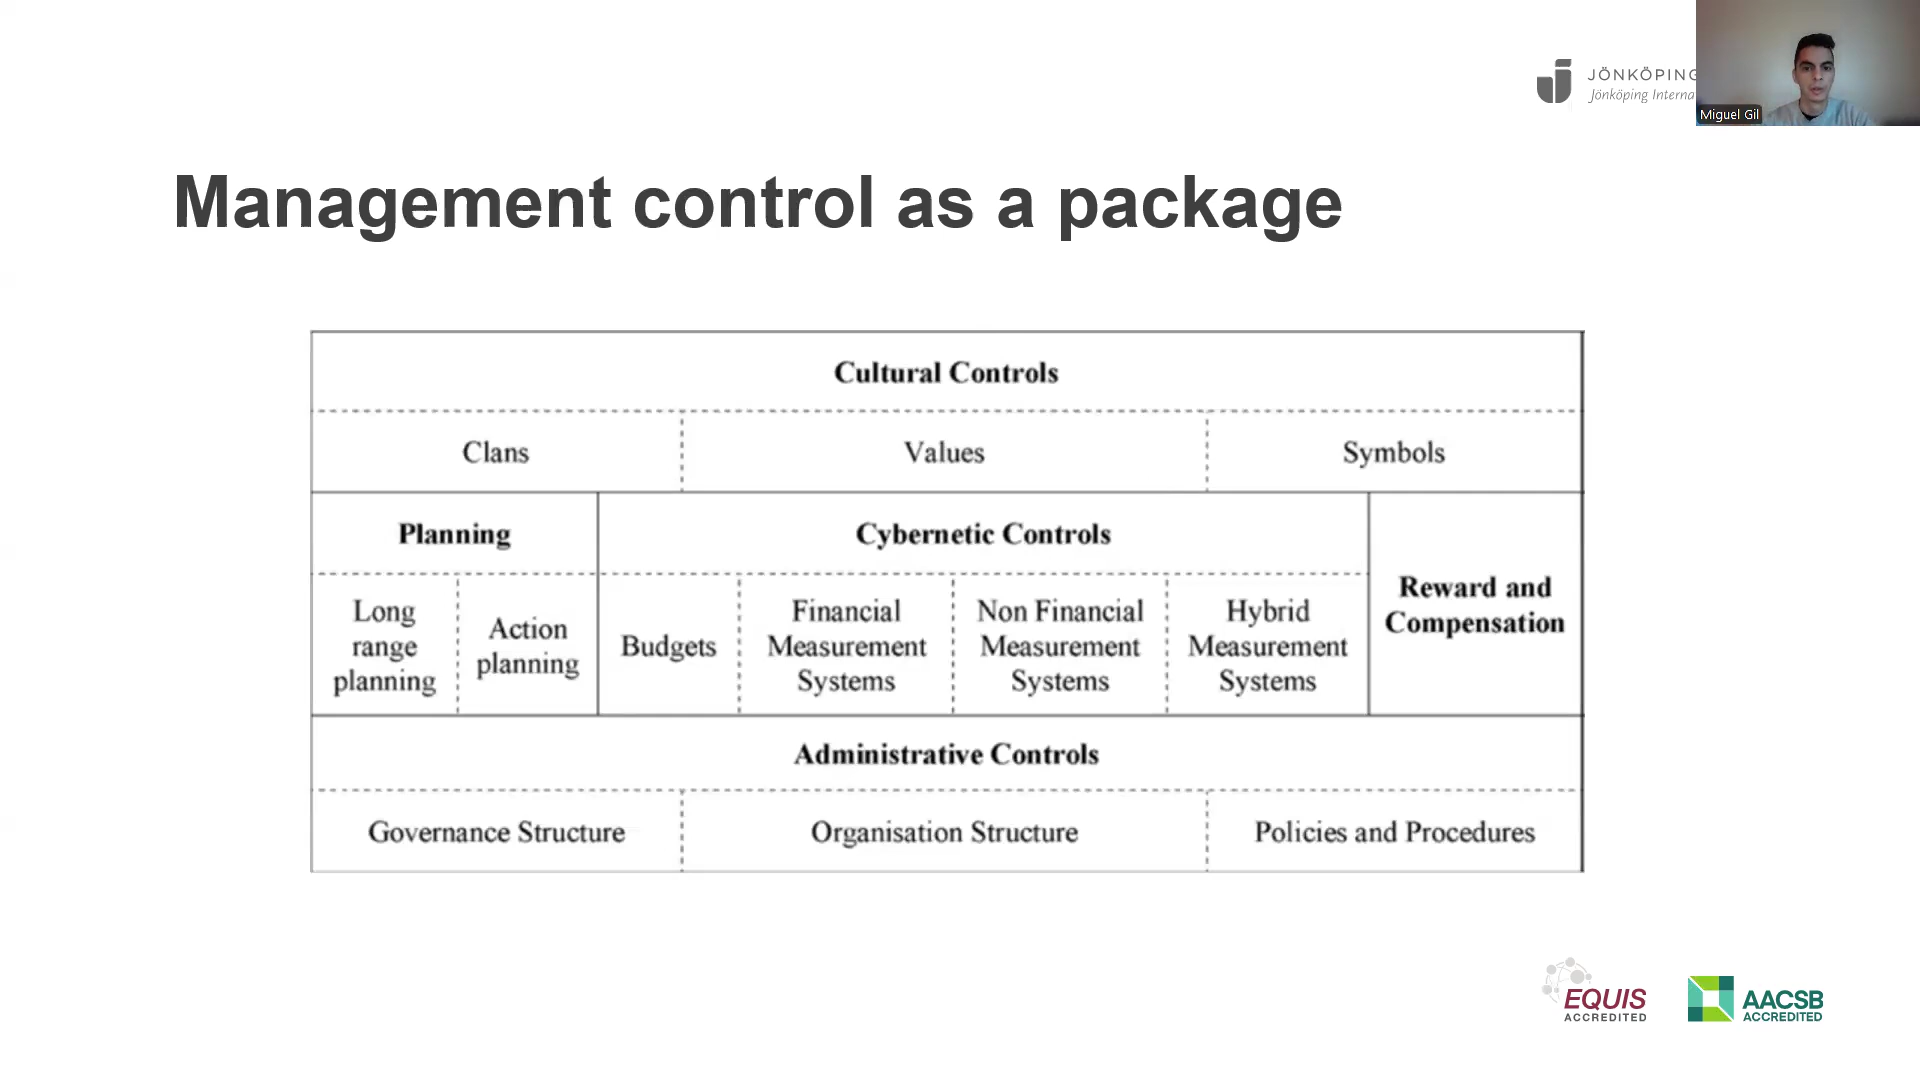 JÖNKÖPING
Jönköping Interna
Miguel Gil
Management control as a package
Cultural Controls
Clans
Values
Symbols
Planning
Cybernetic Controls
Reward and
Compensation
Long
range
planning
Action
planning
Budgets
Financial
Measurement
Systems
Non Financial
Measurement
Systems
Hybrid
Measurement
Systems
Administrative Controls
Governance Structure
Organisation Structure
Policies and Procedures
EQUIS
ACCREDITED
AACSB
ACCREDITED